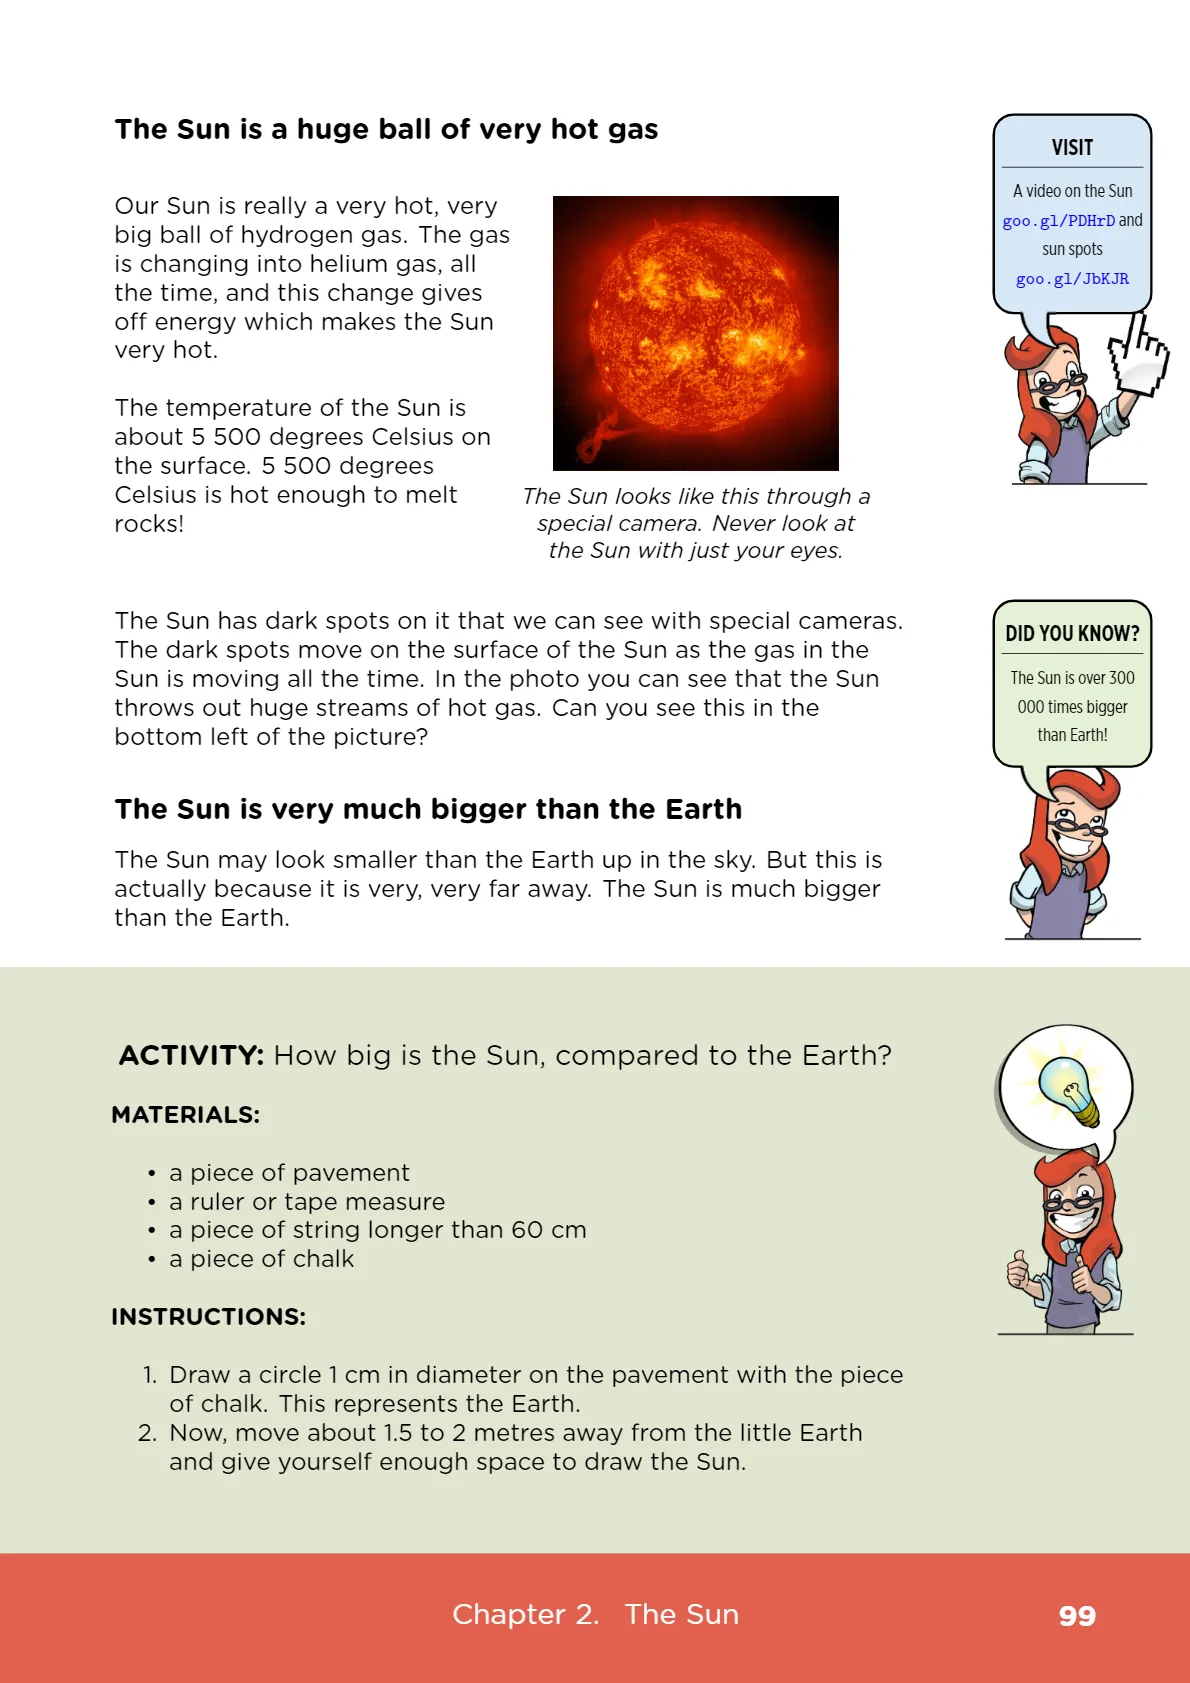 The Sun is a huge ball of very hot gas
Our Sun is really a very hot, very
big ball of hydrogen gas. The gas
is changing into helium gas, all
the time, and this change gives
off energy which makes the Sun
very hot.
The temperature of the Sun is
about 5 500 degrees Celsius on
the surface. 5 500 degrees
Celsius is hot enough to melt
rocks!
The Sun looks like this through a
special camera. Never look at
the Sun with just your eyes.
VISIT
A video on the Sun
goo.gl/PDHrD and
sun spots
goo.gl/JbKJR
The Sun has dark spots on it that we can see with special cameras.
The dark spots move on the surface of the Sun as the gas in the
Sun is moving all the time. In the photo you can see that the Sun
throws out huge streams of hot gas. Can you see this in the
bottom left of the picture?
DID YOU KNOW?
The Sun is over 300
000 times bigger
than Earth!
The Sun is very much bigger than the Earth
The Sun may look smaller than the Earth up in the sky. But this is
actually because it is very, very far away. The Sun is much bigger
than the Earth.
ACTIVITY: How big is the Sun, compared to the Earth?
MATERIALS:
• a piece of pavement
• a ruler or tape measure
• a piece of string longer than 60 cm
• a piece of chalk
INSTRUCTIONS:
1. Draw a circle 1 cm in diameter on the pavement with the piece
of chalk. This represents the Earth.
2. Now, move about 1.5 to 2 metres away from the little Earth
and give yourself enough space to draw the Sun.
Chapter 2. The Sun
99